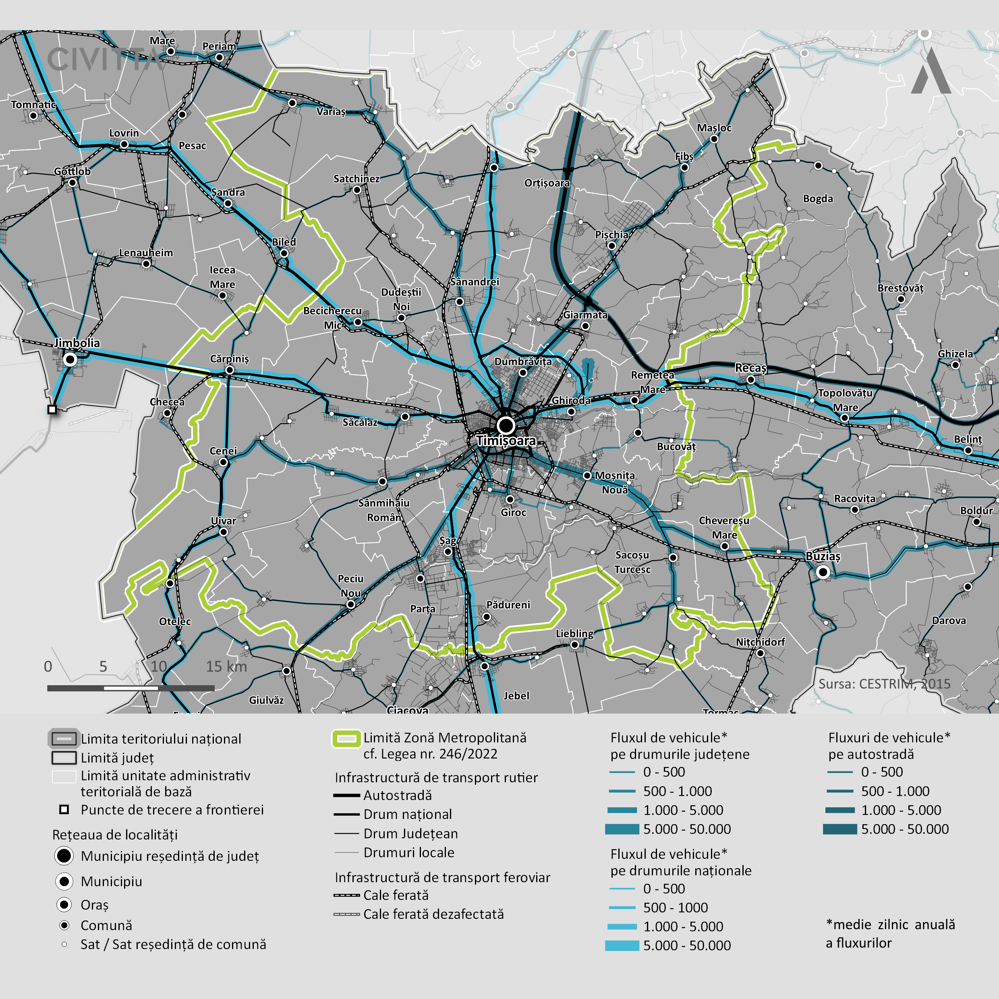 Mare
Periam
CIVITTA
Tomnatic
Variaș
Lovrin
Pesac
Mașloc
Fibș
Gottlob
Satchinez
Orțișoara
Șandra
Bogda
Pișchia
Biled
Lenauheim
Iecea
Mare
Sânandrei
Brestovăț
Dudeștii
Noi
Becicherecu
Mic
Giarmata
Jimbolia
Cărpiniș
Dumbrăvița
Ghizela
Remetea
Mare
Recaș
Topolovățu
Mare
Checea
Ghiroda
Săcălaz
Timișoara
Bucovăț
Belinț
Cenei
Moșnița
Nouă
Sânmihaiu
Român
Giroc
Racovița
Boldur
Uivar
Chevereșu
Mare
Șag
Sacoșu
Turcesc
Buziaș
Peciu
Nou
Parța
Pădureni
Otelec
Darova
Liebling
Nițchidorf
0 5 10 15 km
Sursa: CESTRIM, 2015
Giulvăz
Jebel
Ciacova
Tormac
Limita teritoriului național
Limită județ
Limită unitate administrativ
teritorială de bază
Puncte de trecere a frontierei
Rețeaua de localități
Municipiu reședință de județ
Municipiu
Oraș
Comună
Sat / Sat reședință de comună
Limită Zonă Metropolitană
cf. Legea nr. 246/2022
Infrastructură de transport rutier
Autostradă
Drum național
Drum Județean
Drumuri locale
Infrastructură de transport feroviar
Cale ferată
Cale ferată dezafectată
Fluxul de vehicule*
pe drumurile județene
0 - 500
500 - 1.000
1.000 - 5.000
5.000 - 50.000
Fluxul de vehicule*
pe drumurile naționale
0 - 500
500 - 1000
1.000 - 5.000
5.000 - 50.000
Fluxuri de vehicule*
pe autostradă
0 - 500
500 - 1.000
1.000 - 5.000
5.000 - 50.000
*medie zilnic anuală
a fluxurilor